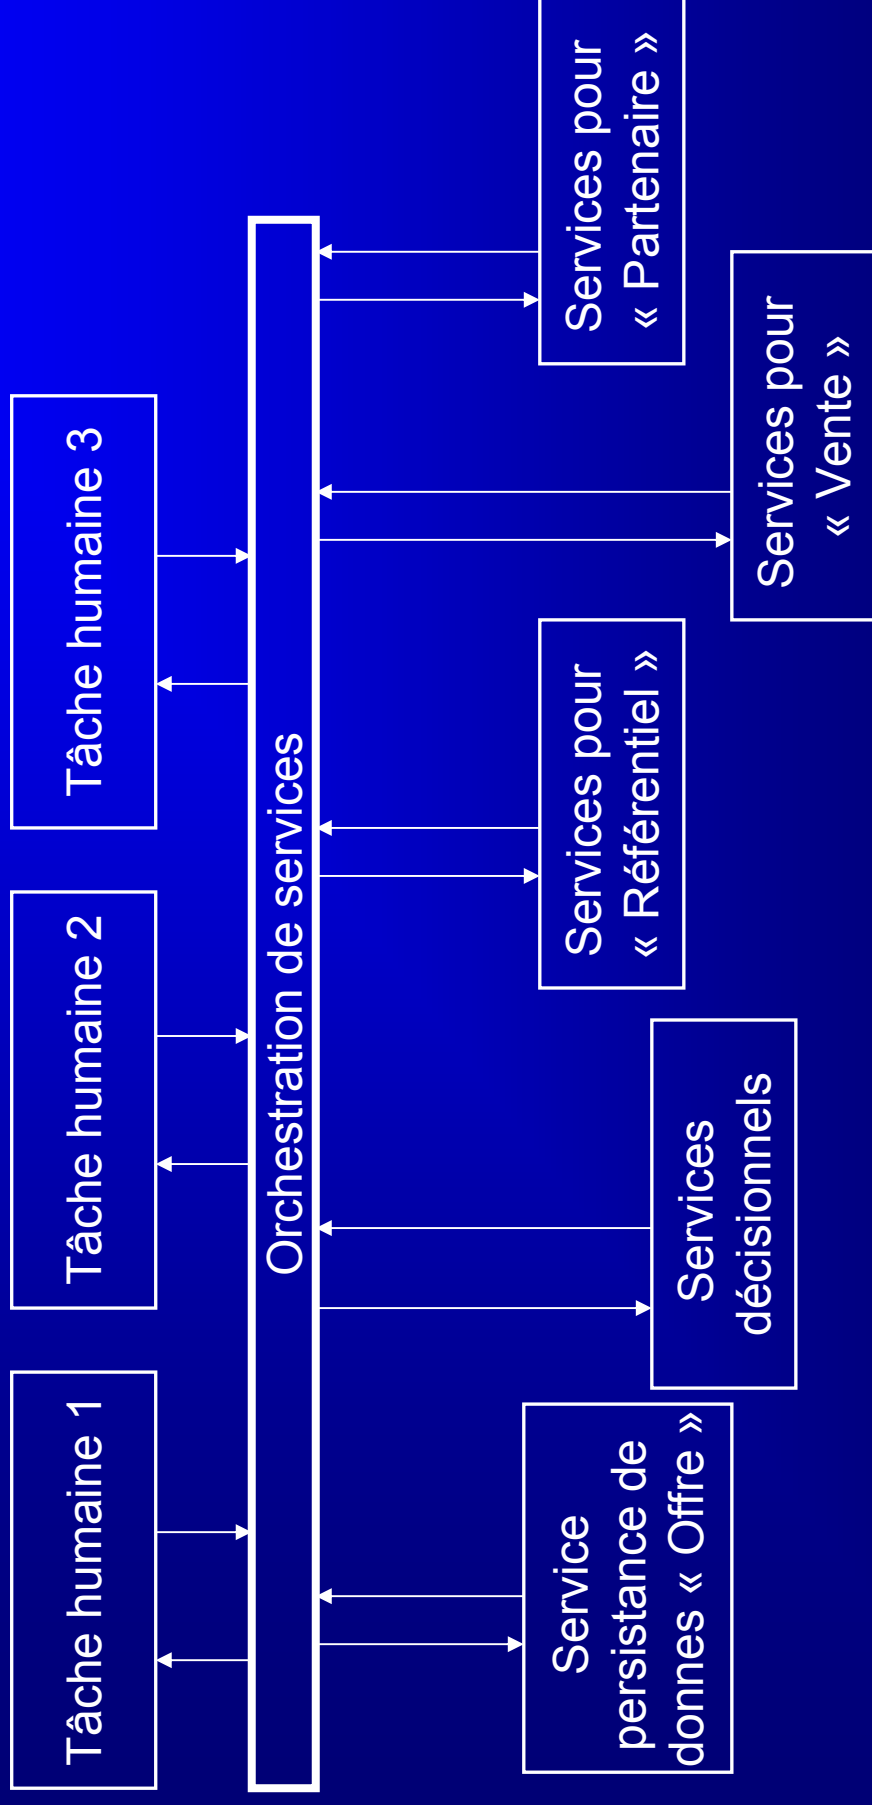 Tâche humaine 1
Tâche humaine 2
Tâche humaine 3
Orchestration de services
Service
persistance de
donnes « Offre »
Services
décisionnels
Services pour
« Référentiel »
Services pour
« Vente »
Services pour
« Partenaire »